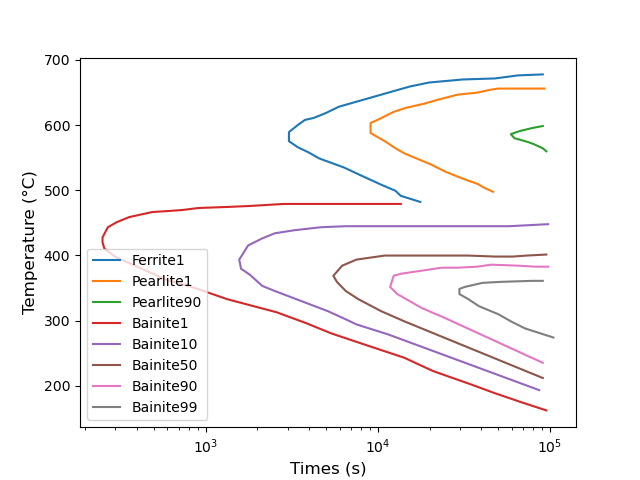 700
600
500
400
300
200
Temperature (°C)
Ferrite1
Pearlite1
Pearlite90
Bainite1
Bainite10
Bainite50
Bainite90
Bainite99
10³
10⁴
10⁵
Times (s)